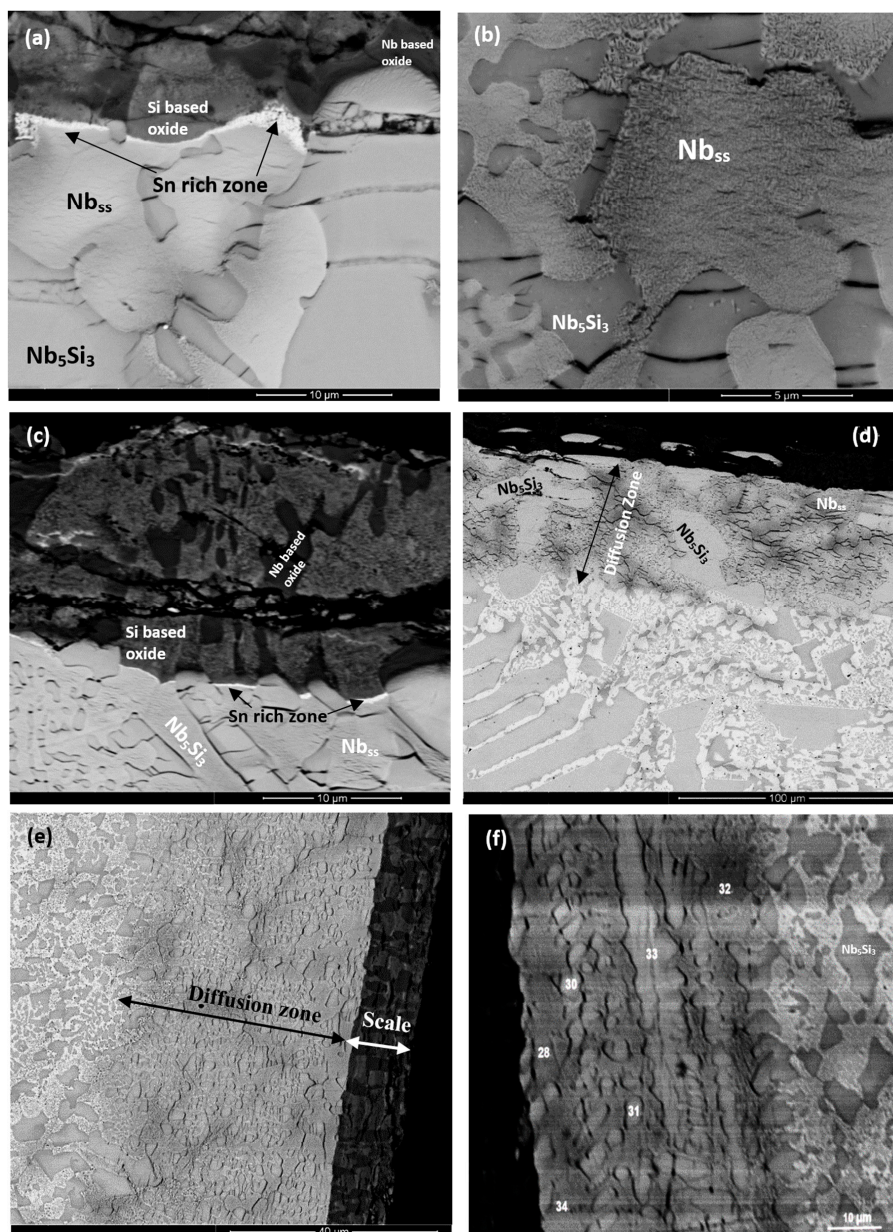 (a)
Nb based
oxide
Si based
oxide
Sn rich zone
Nbss
Nb5Si3
10 µm
(b)
Nbss
Nb5Si3
5 µm
(c)
Nb based
oxide
Si based
oxide
Sn rich zone
Nb5Si3
Nbss
10 µm
(d)
Nb5Si3
Diffusion Zone
Nbss
Nb5Si3
100 µm
(e)
Diffusion zone
Scale
40 µm
(f)
32
33
Nb5Si3
30
28
31
34
10 µm